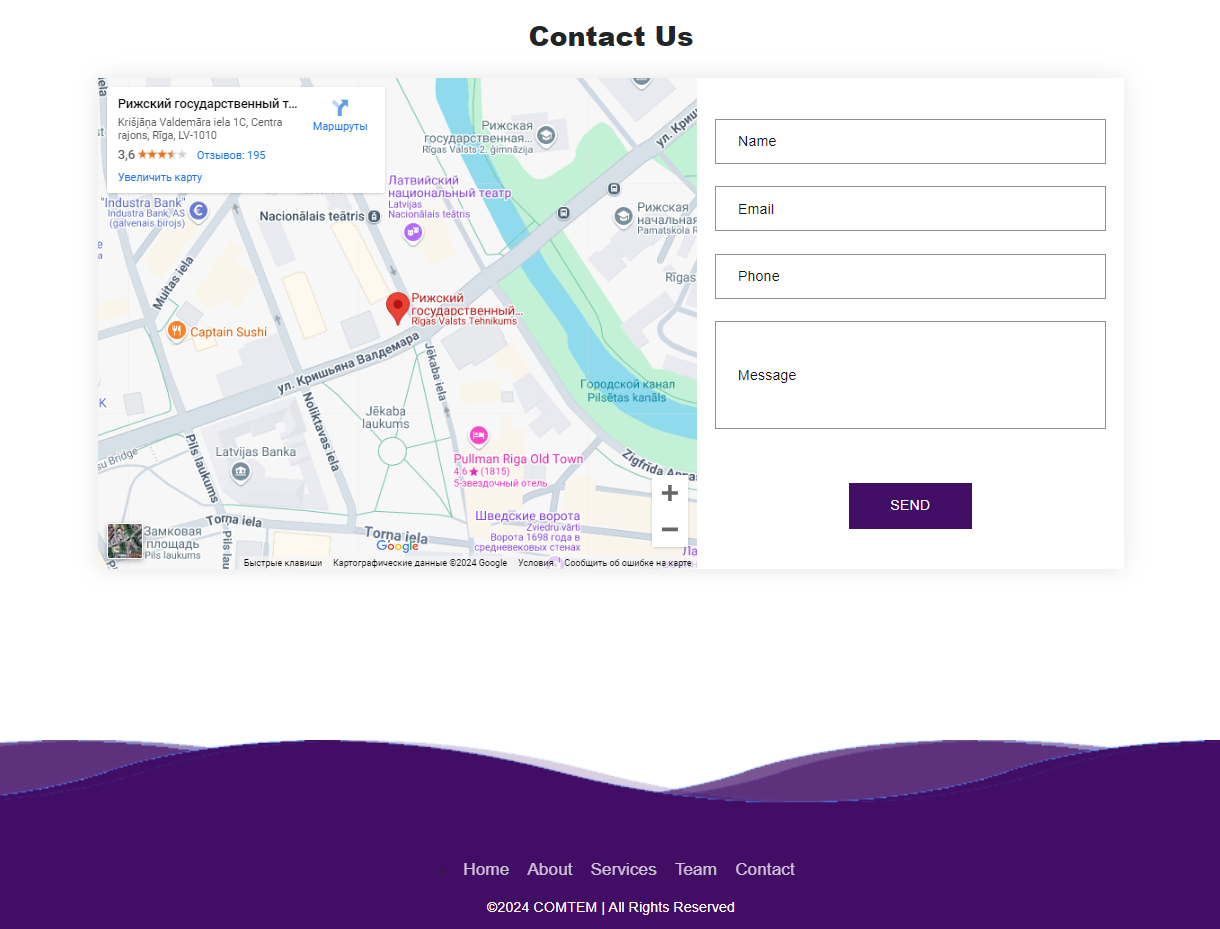 Contact Us
Рижский государственный т...
Маршруты
Krišjāņa Valdemāra iela 1C, Centra
rajons, Rīga, LV-1010
3,6
Отзывов: 195
Увеличить карту
Рижская
государственная...
Rīgas Valsts 2. ģimnāzija
ул. Криш
Латвийский
национальный театр
Latvijas
Nacionālais teātris
Nacionālais teātris
"Industra Bank"
Industra Bank, AS
(galvenais birojs)
Рижская
начальная
Pamatskola R
Muitas iela
Rīgas
Рижский
государственный...
Rīgas Valsts Tehnikums
Captain Sushi
ул. Кришьяна Валдемара
Jēkaba iela
Городской канал
Pilsētas kanāls
K
Noliktavas iela
Jēkaba
laukums
Latvijas Banka
Pils laukums
su Bridge
Pullman Riga Old Town
4,6★ (1815)
5-звездочный отель
Zigfrīda Anna
Шведские ворота
Zviedru vārti
Ворота 1698 года в
средневековых стенах
Torņa iela
Torņa iela
Замковая
площадь
Pils laukums
Pils lau
Google
Ла
Быстрые клавиши
Картографические данные ©2024 Google
Условия
Сообщить об ошибке на карте
Name
Email
Phone
Message
SEND
Home About Services Team Contact
©2024 COMTEM | All Rights Reserved